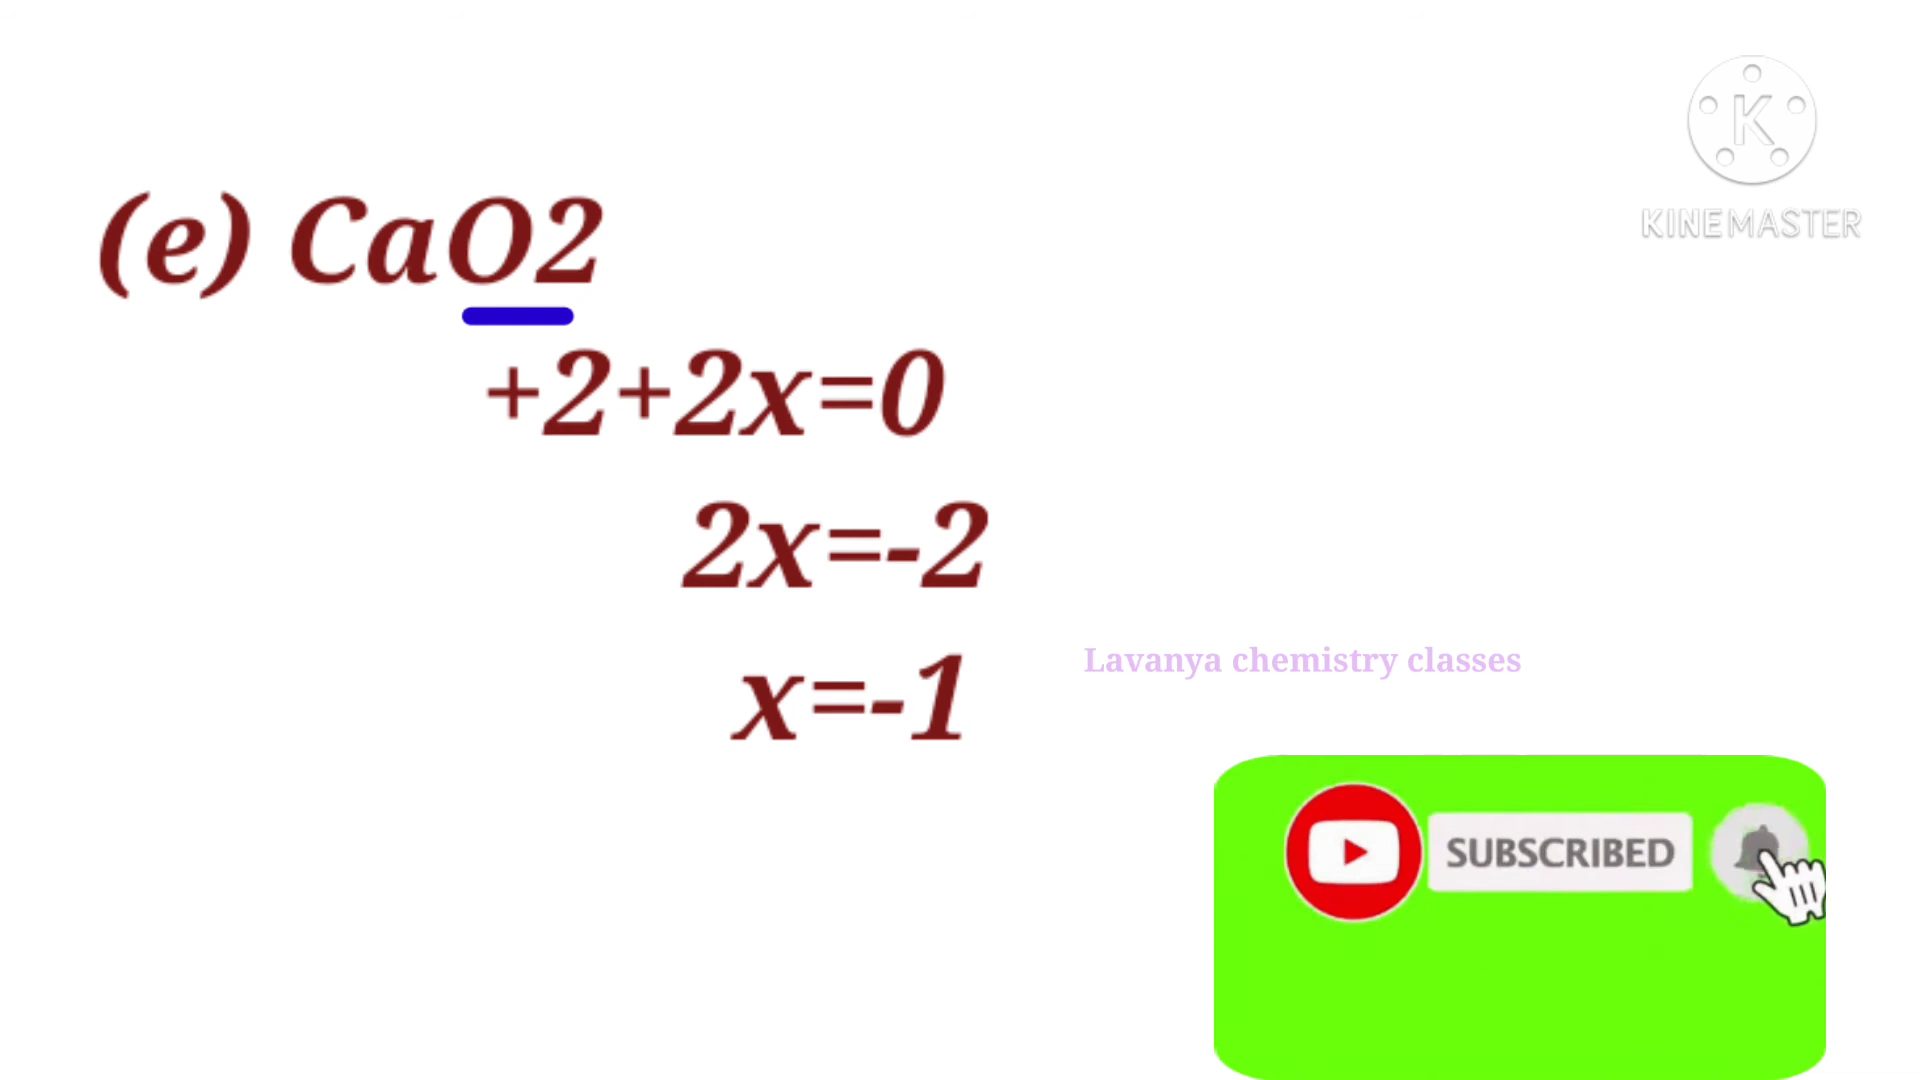 (e) CaO2
+2+2x=0
2x=-2
x=-1
K
KINEMASTER
Lavanya chemistry classes
SUBSCRIBED